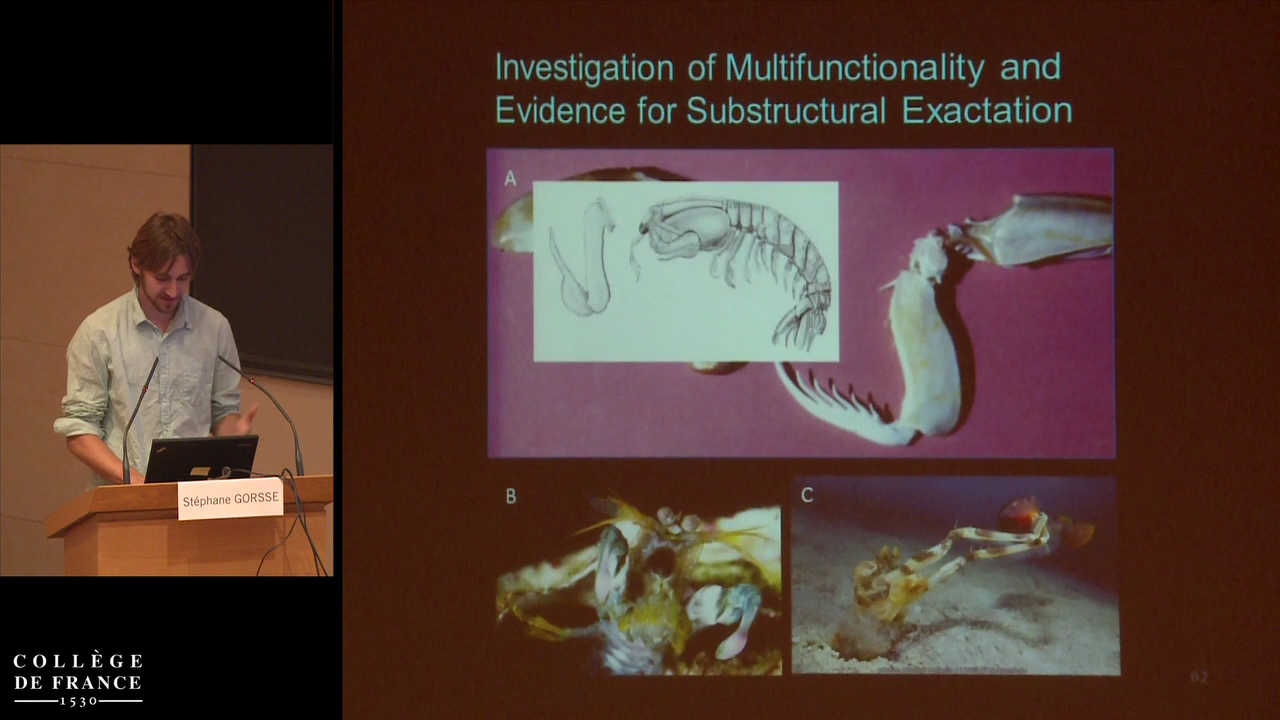 Investigation of Multifunctionality and
Evidence for Substructural Exactation
A
B
C
62
Stéphane GORSSE
COLLÈGE
DE FRANCE
1530